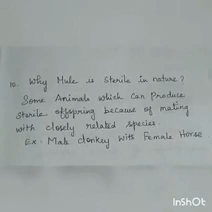 10. Why Mule is Sterile in nature?
Some Animals which can Produce
Sterile offspring because of mating
with closely related species
Ex: Male donkey with Female Horse
InShOt